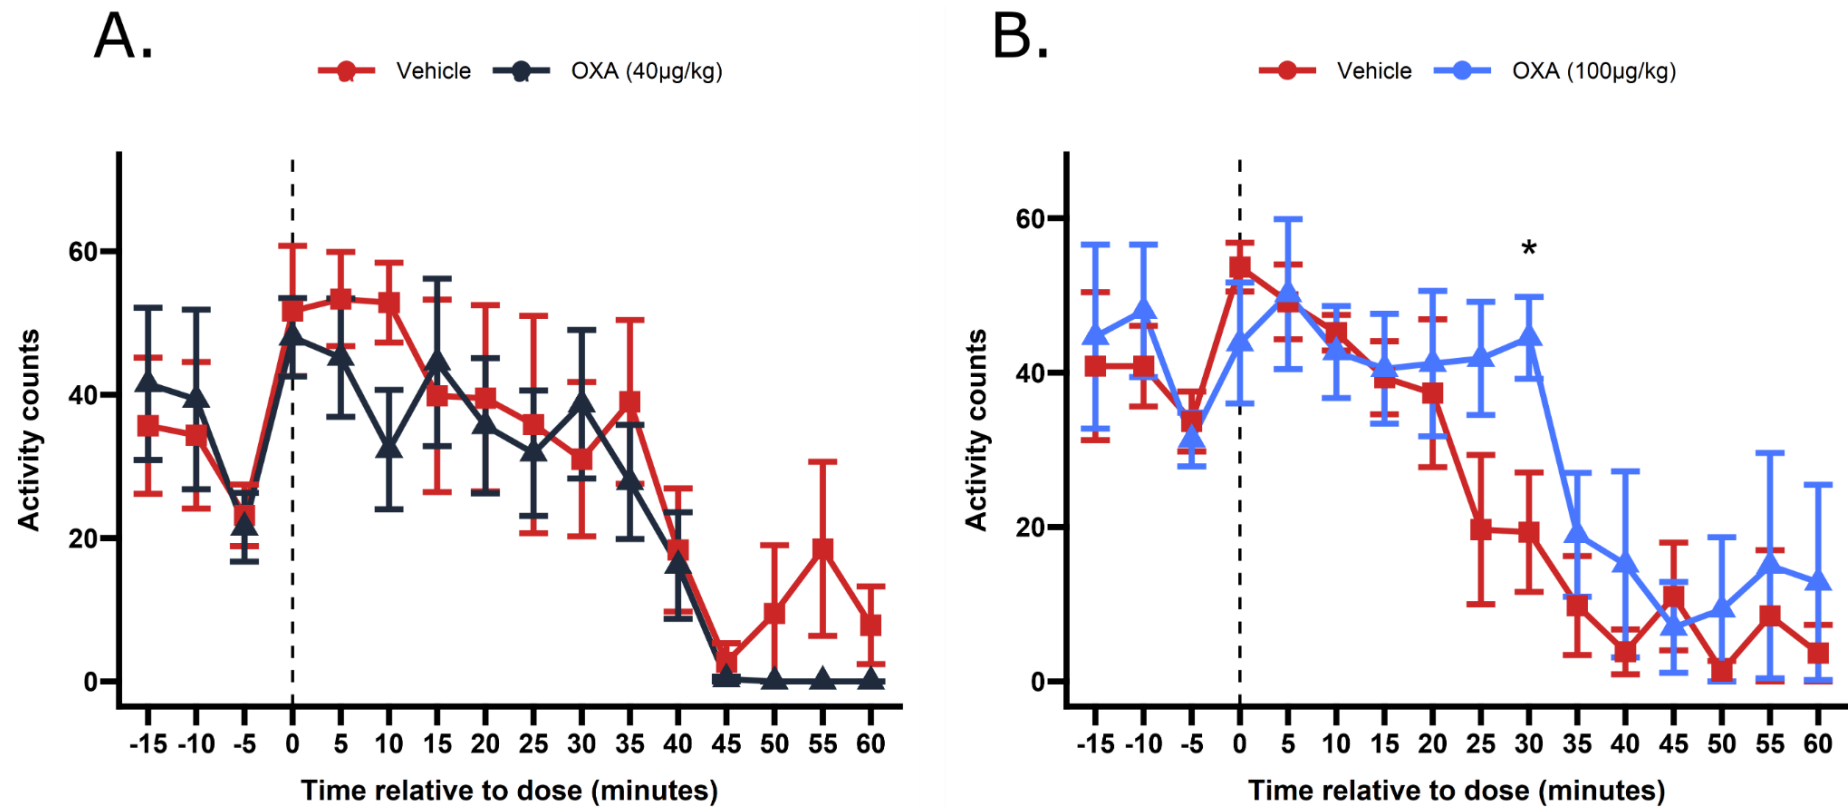 A.
Vehicle OXA (40µg/kg)
Activity counts
60
40
20
0
-15 -10 -5 0 5 10 15 20 25 30 35 40 45 50 55 60
Time relative to dose (minutes)
B.
Vehicle OXA (100µg/kg)
Activity counts
60
40
20
0
*
-15 -10 -5 0 5 10 15 20 25 30 35 40 45 50 55 60
Time relative to dose (minutes)